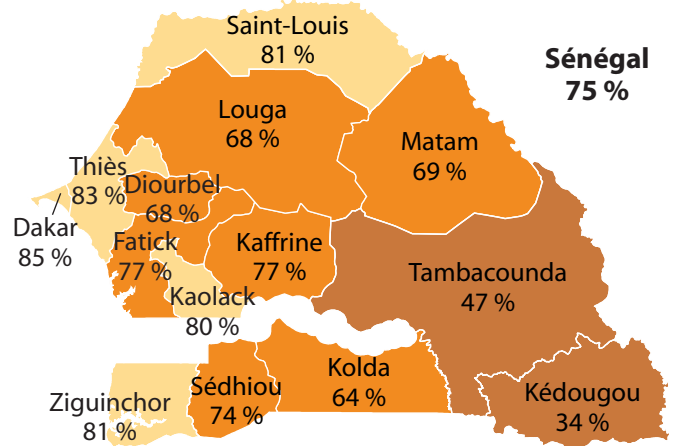 Saint-Louis
81 %
Sénégal
75 %
Louga
68 %
Matam
69 %
Thiès
83 %
Diourbel
68 %
Dakar
85 %
Fatick
77 %
Kaffrine
77 %
Tambacounda
47 %
Kaolack
80 %
Ziguinchor
81 %
Sédhiou
74 %
Kolda
64 %
Kédougou
34 %